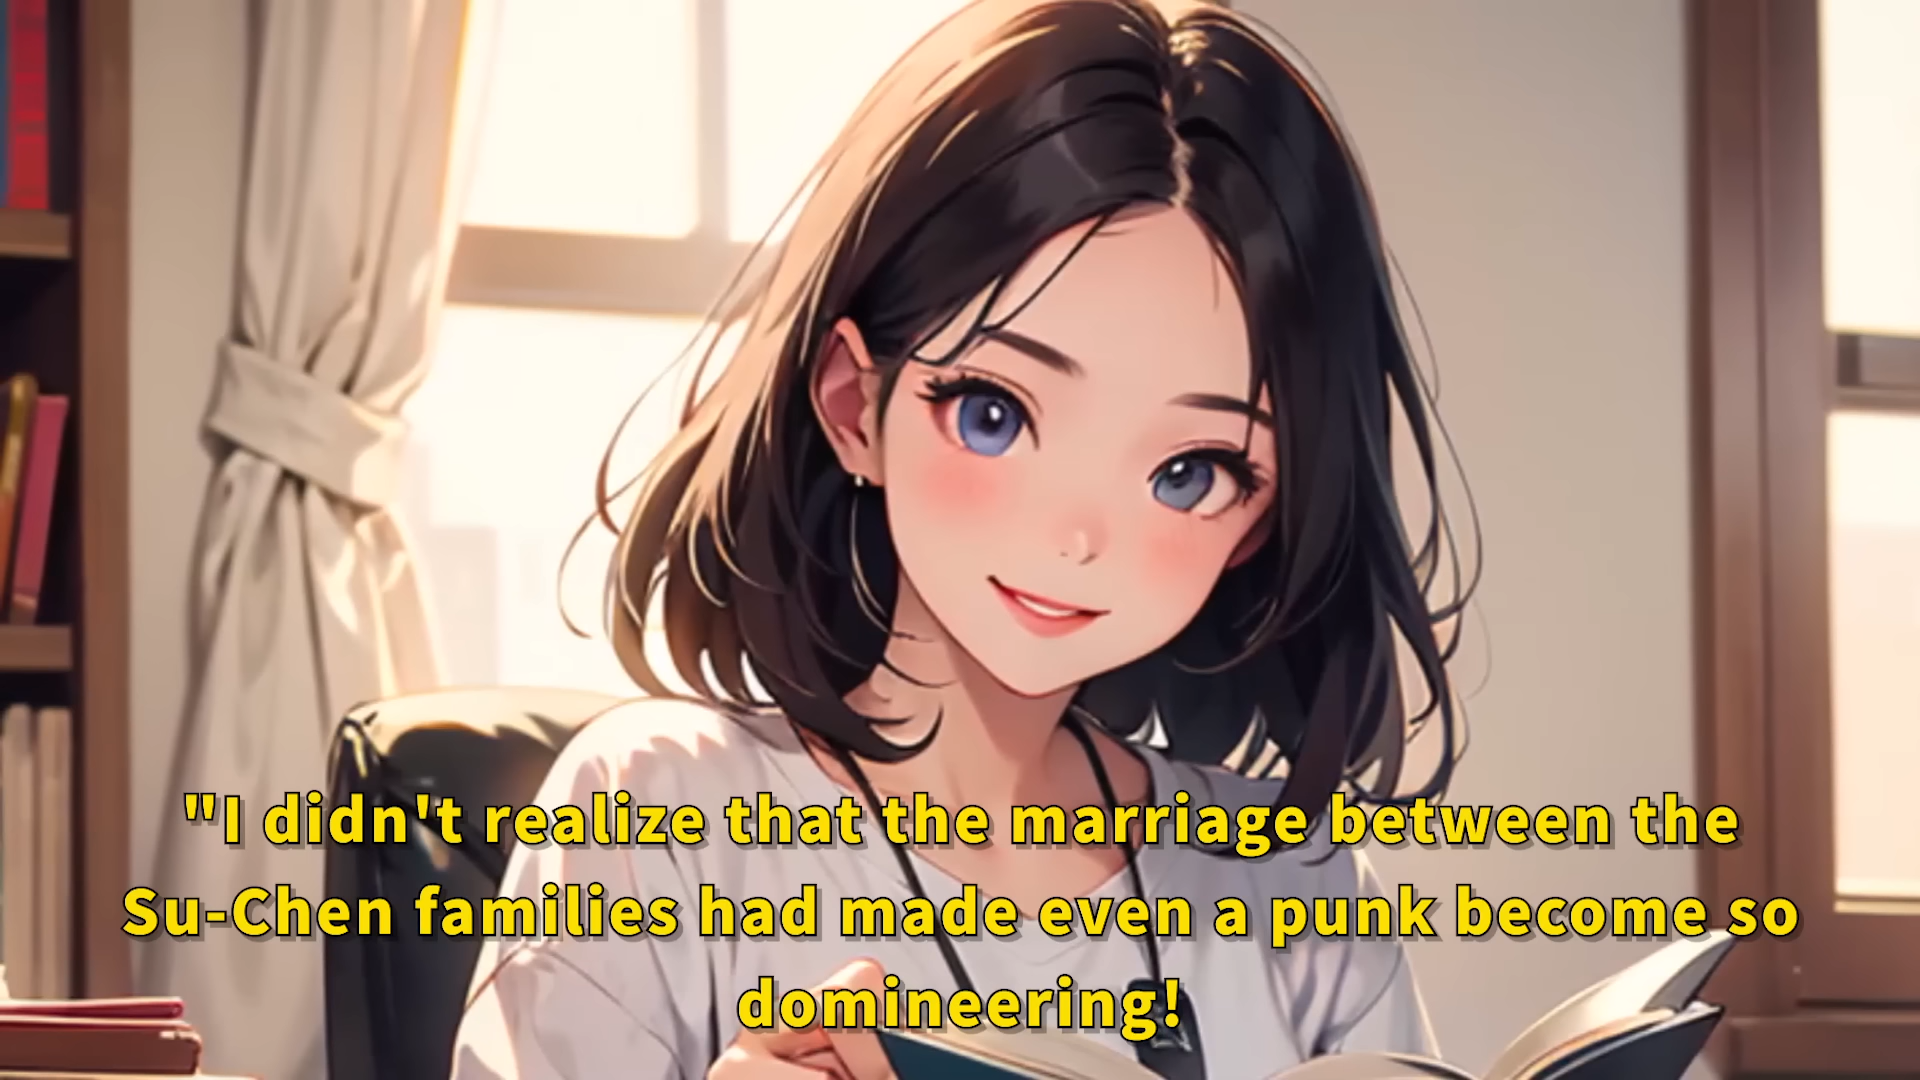 "I didn't realize that the marriage between the
Su-Chen families had made even a punk become so
domineering!